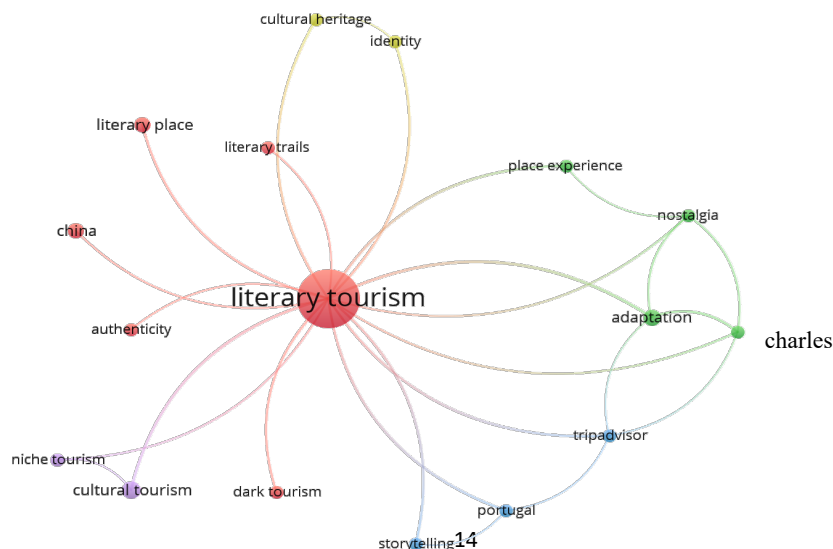 cultural heritage
identity
literary place
literary trails
place experience
nostalgia
china
literary tourism
adaptation
authenticity
charles
tripadvisor
niche tourism
cultural tourism
dark tourism
portugal
storytelling
14